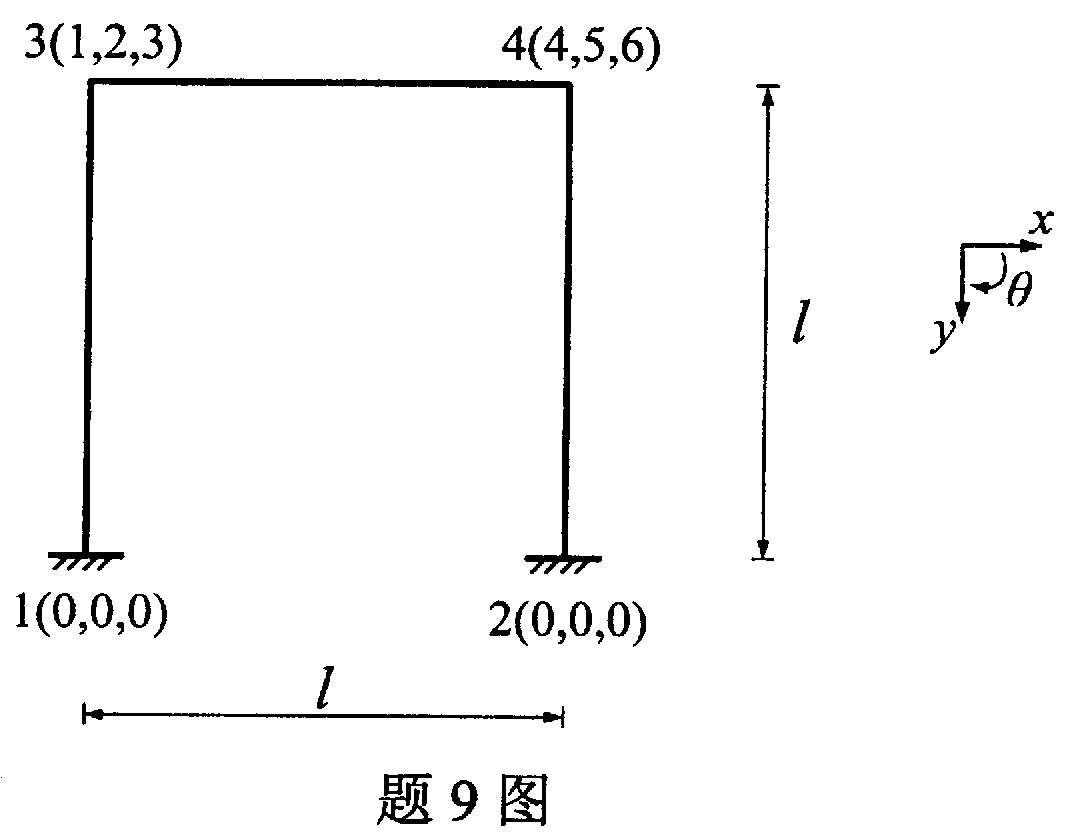 3(1,2,3)
4(4,5,6)
x
θ
y
l
1(0,0,0)
2(0,0,0)
l
题 9 图